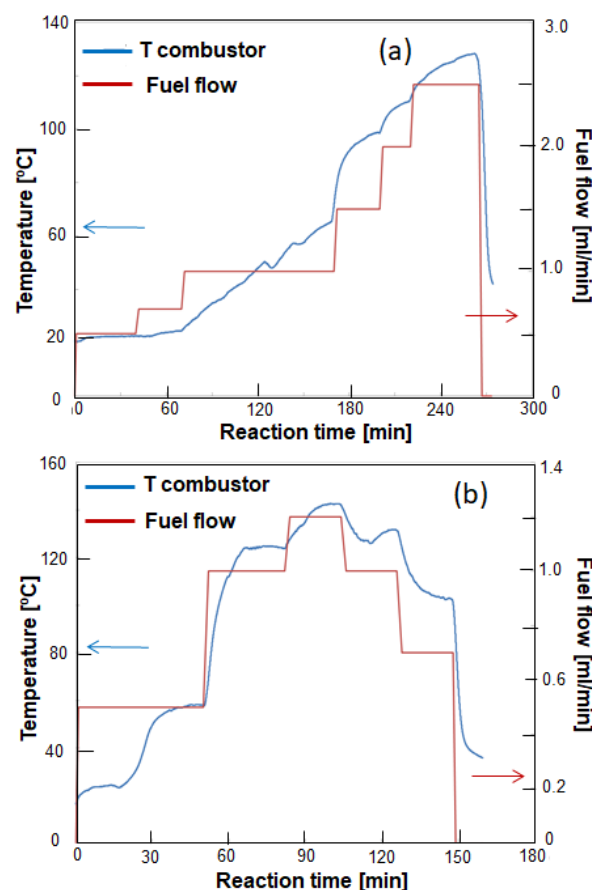 140
3.0
T combustor
(a)
Fuel flow
100
2.0
Temperature [ºC]
Fuel flow [ml/min]
60
1.0
20
0
0
0
60
120
180
240
300
Reaction time [min]
160
1.4
T combustor
(b)
Fuel flow
120
1.0
Temperature [ºC]
Fuel flow [ml/min]
80
0.6
40
0.2
0
0
0
30
60
90
120
150
180
Reaction time [min]